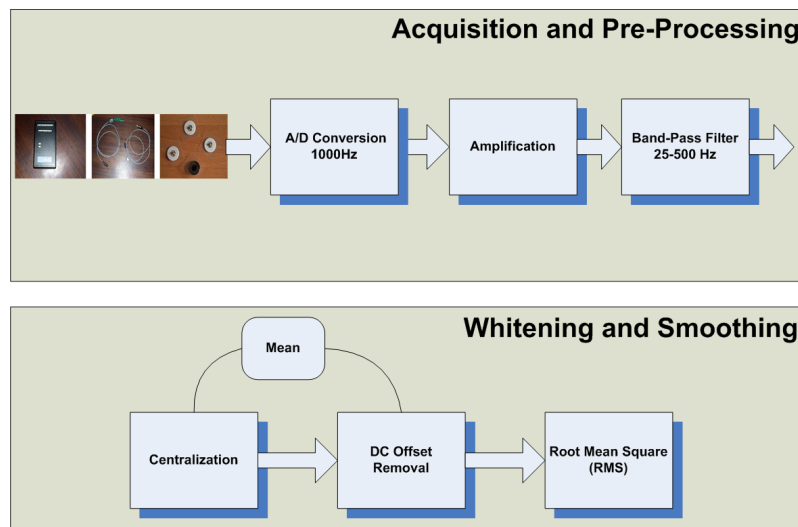 Acquisition and Pre-Processing
A/D Conversion
1000Hz
Amplification
Band-Pass Filter
25-500 Hz
Whitening and Smoothing
Mean
Centralization
DC Offset
Removal
Root Mean Square
(RMS)